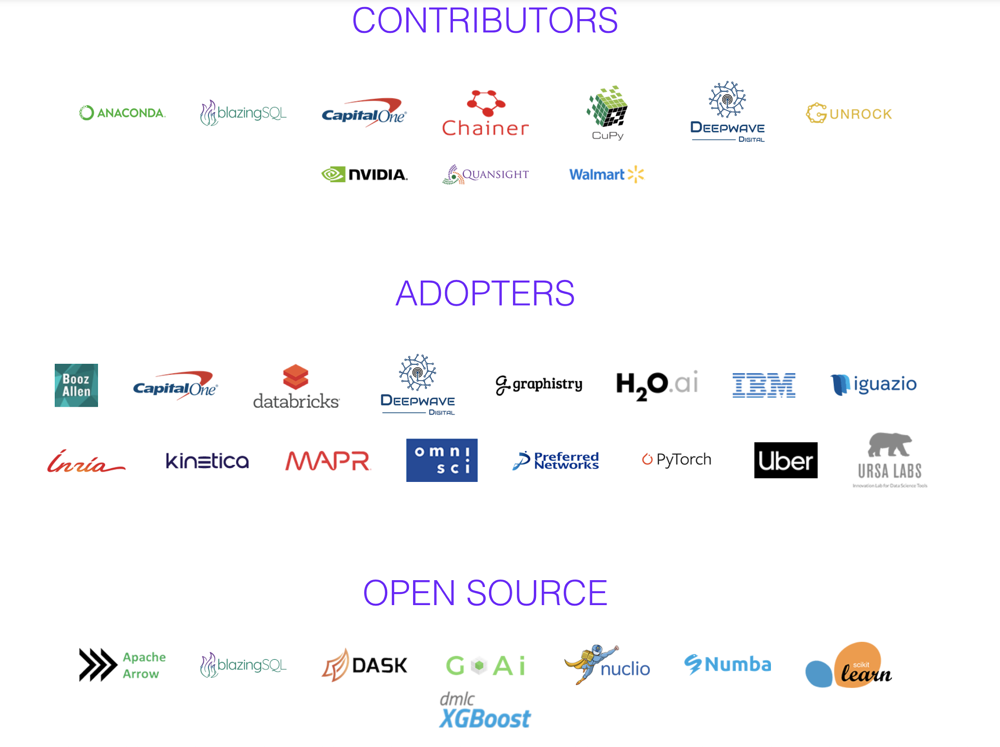 CONTRIBUTORS
ANACONDA.
blazingSQL
CapitalOne®
Chainer
CuPy
DEEPWAVE
DIGITAL
GUNROCK
NVIDIA.
QUANSIGHT
Walmart
ADOPTERS
Booz
Allen
CapitalOne®
databricks
DEEPWAVE
DIGITAL
graphistry
H2O.ai
IBM
iguazio
Inria
kinetica
MAPR
omni
sci
Preferred
Networks
PyTorch
Uber
URSA LABS
Innovation Lab for Data Science Tools
OPEN SOURCE
Apache
Arrow
blazingSQL
DASK
GoAi
nuclio
Numba
scikit
learn
dmlc
XGBoost